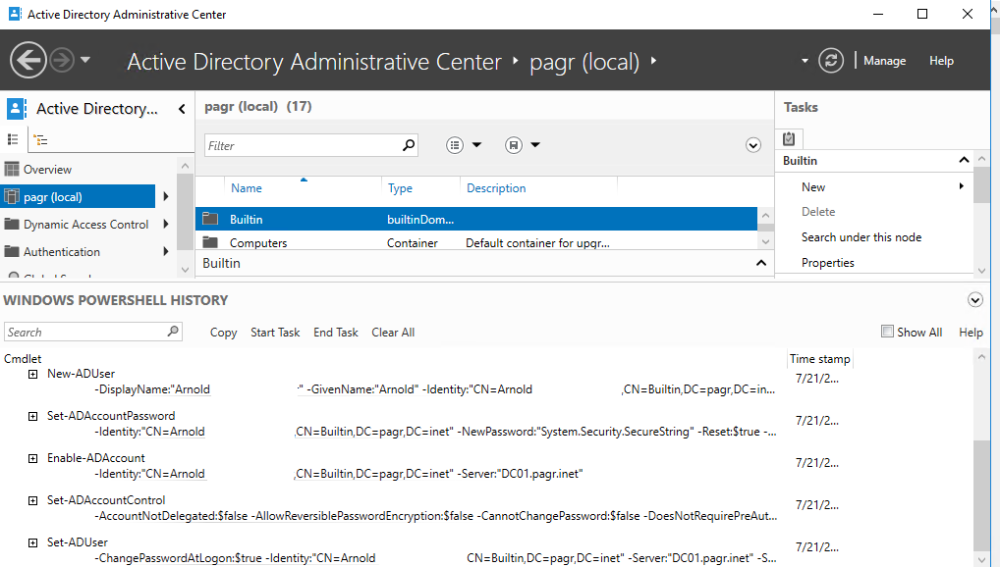 Active Directory Administrative Center
Active Directory Administrative Center • pagr (local) •
Manage
Help
Active Directory...
Overview
pagr (local)
Dynamic Access Control
Authentication
pagr (local) (17)
Filter
Name Type Description
Builtin builtinDom...
Computers Container Default container for upgr...
Builtin
Tasks
Builtin
New
Delete
Search under this node
Properties
WINDOWS POWERSHELL HISTORY
Search Copy Start Task End Task Clear All Show All Help
Cmdlet Time stamp
New-ADUser 7/21/2...
-DisplayName:"Arnold " -GivenName:"Arnold" -Identity:"CN=Arnold ,CN=Builtin,DC=pagr,DC=in...
Set-ADAccountPassword 7/21/2...
-Identity:"CN=Arnold ,CN=Builtin,DC=pagr,DC=inet" -NewPassword:"System.Security.SecureString" -Reset:$true -...
Enable-ADAccount 7/21/2...
-Identity:"CN=Arnold ,CN=Builtin,DC=pagr,DC=inet" -Server:"DC01.pagr.inet"
Set-ADAccountControl 7/21/2...
-AccountNotDelegated:$false -AllowReversiblePasswordEncryption:$false -CannotChangePassword:$false -DoesNotRequirePreAut...
Set-ADUser 7/21/2...
-ChangePasswordAtLogon:$true -Identity:"CN=Arnold CN=Builtin,DC=pagr,DC=inet" -Server:"DC01.pagr.inet" -S...